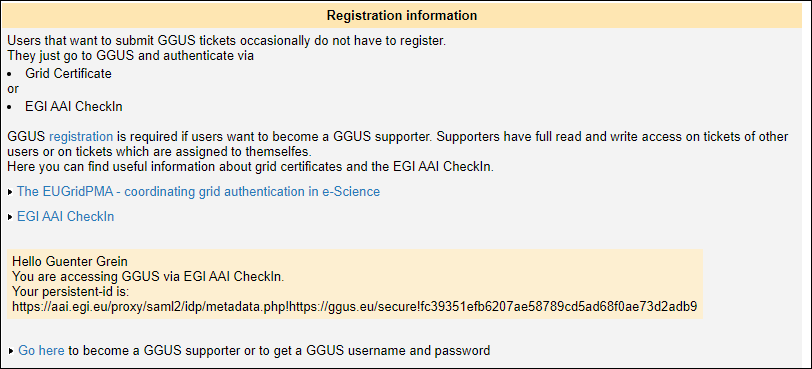 Registration information
Users that want to submit GGUS tickets occasionally do not have to register.
They just go to GGUS and authenticate via
• Grid Certificate
or
• EGI AAI CheckIn
GGUS registration is required if users want to become a GGUS supporter. Supporters have full read and write access on tickets of other
users or on tickets which are assigned to themselfes.
Here you can find useful information about grid certificates and the EGI AAI CheckIn.
The EUGridPMA - coordinating grid authentication in e-Science
EGI AAI CheckIn
Hello Guenter Grein
You are accessing GGUS via EGI AAI CheckIn.
Your persistent-id is:
https://aai.egi.eu/proxy/saml2/idp/metadata.php!https://ggus.eu/secure!fc39351efb6207ae58789cd5ad68f0ae73d2adb9
Go here to become a GGUS supporter or to get a GGUS username and password